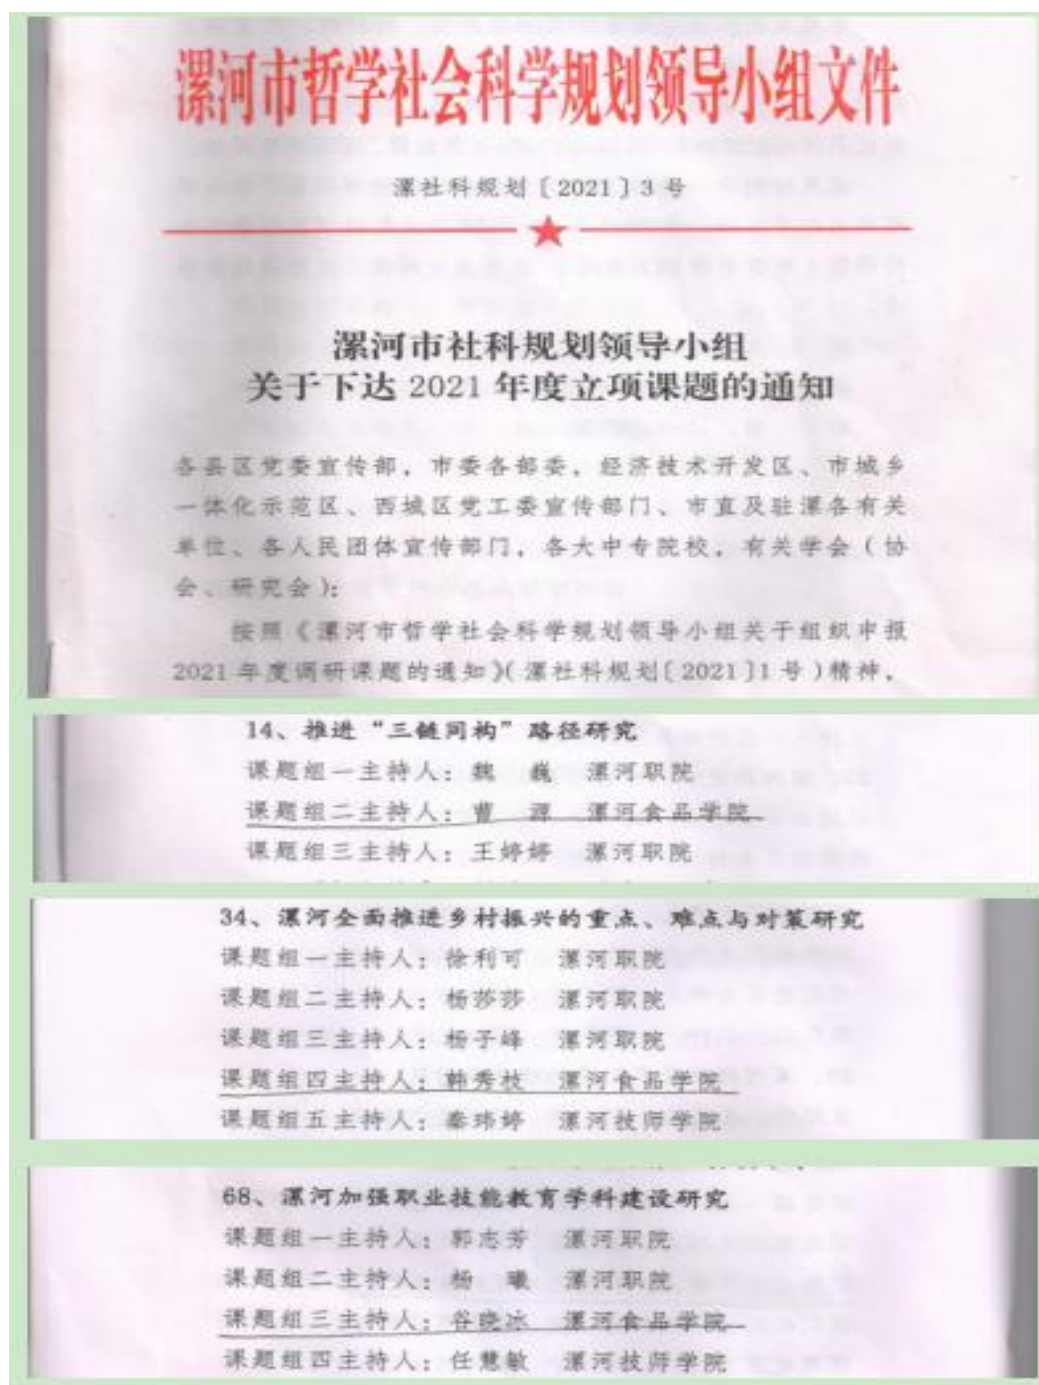 漯河市哲学社会科学规划领导小组文件
漯社科规划〔2021〕3号
漯河市社科规划领导小组
关于下达2021年度立项课题的通知
各县区党委宣传部，市委各部委，经济技术开发区、市城乡
一体化示范区、西城区党工委宣传部门、市直及驻漯各有关
单位、各人民团体宣传部门，各大中专院校，有关学会（协
会、研究会）：
按照《漯河市哲学社会科学规划领导小组关于组织申报
2021年度调研课题的通知》（漯社科规划〔2021〕1号）精神，
14、推进“三链同构”路径研究
课题组一主持人：魏 巍 漯河职院
课题组二主持人：曹 源 漯河食品学院
课题组三主持人：王婷婷 漯河职院
34、漯河全面推进乡村振兴的重点、难点与对策研究
课题组一主持人：徐利可 漯河职院
课题组二主持人：杨莎莎 漯河职院
课题组三主持人：杨子峰 漯河职院
课题组四主持人：韩秀枝 漯河食品学院
课题组五主持人：秦玮婷 漯河技师学院
68、漯河加强职业技能教育学科建设研究
课题组一主持人：郭志芳 漯河职院
课题组二主持人：杨 曦 漯河职院
课题组三主持人：谷晓冰 漯河食品学院
课题组四主持人：任慧敏 漯河技师学院